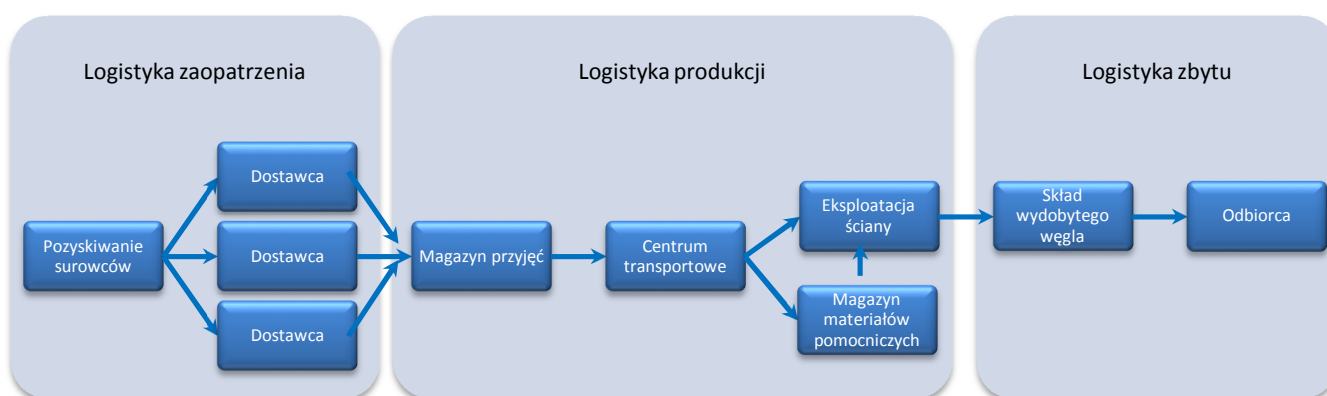 Logistyka zaopatrzenia
Logistyka produkcji
Logistyka zbytu
Pozyskiwanie
surowców
Dostawca
Dostawca
Dostawca
Magazyn przyjęć
Centrum
transportowe
Eksploatacja
ściany
Magazyn
materiałów
pomocniczych
Skład
wydobytego
węgla
Odbiorca